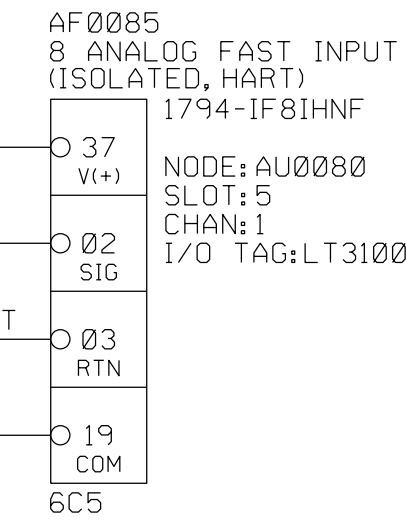 AF0085
8 ANALOG FAST INPUT
(ISOLATED, HART)
1794-IF8IHNF
37
V(+)
NODE:AU0080
SLOT:5
CHAN:1
I/O TAG:LT3100
02
SIG
T
03
RTN
19
COM
6C5